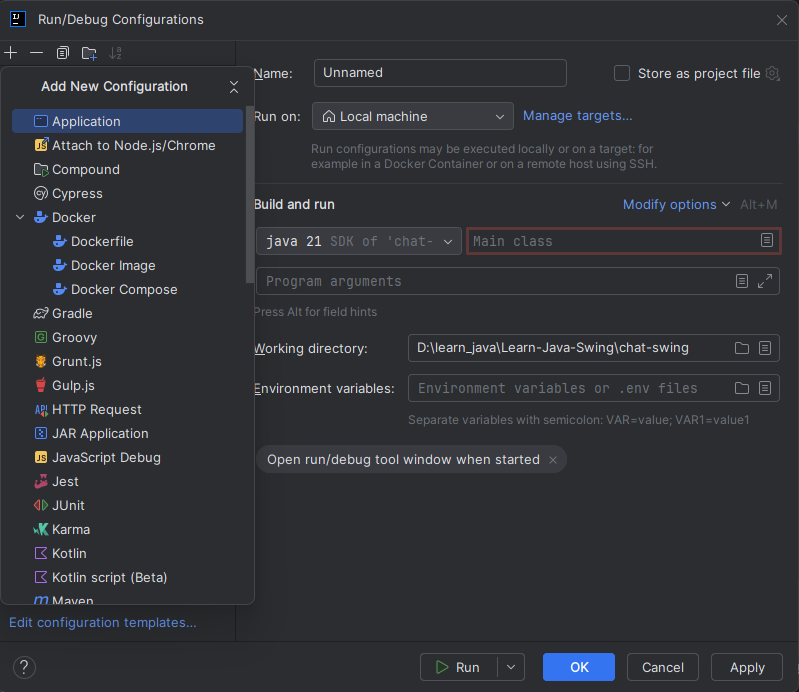 Run/Debug Configurations
Add New Configuration
Application
Attach to Node.js/Chrome
Compound
Cypress
Docker
Dockerfile
Docker Image
Docker Compose
Gradle
Groovy
Grunt.js
Gulp.js
HTTP Request
JAR Application
JavaScript Debug
Jest
JUnit
Karma
Kotlin
Kotlin script (Beta)
Maven
Edit configuration templates...
Name: Unnamed Store as project file
Run on: Local machine Manage targets...
Run configurations may be executed locally or on a target: for
example in a Docker Container or on a remote host using SSH.
Build and run Modify options Alt+M
java 21 SDK of 'chat- Main class
Program arguments
Press Alt for field hints
Working directory: D:\learn_java\Learn-Java-Swing\chat-swing
Environment variables: Environment variables or .env files
Separate variables with semicolon: VAR=value; VAR1=value1
Open run/debug tool window when started
? Run OK Cancel Apply